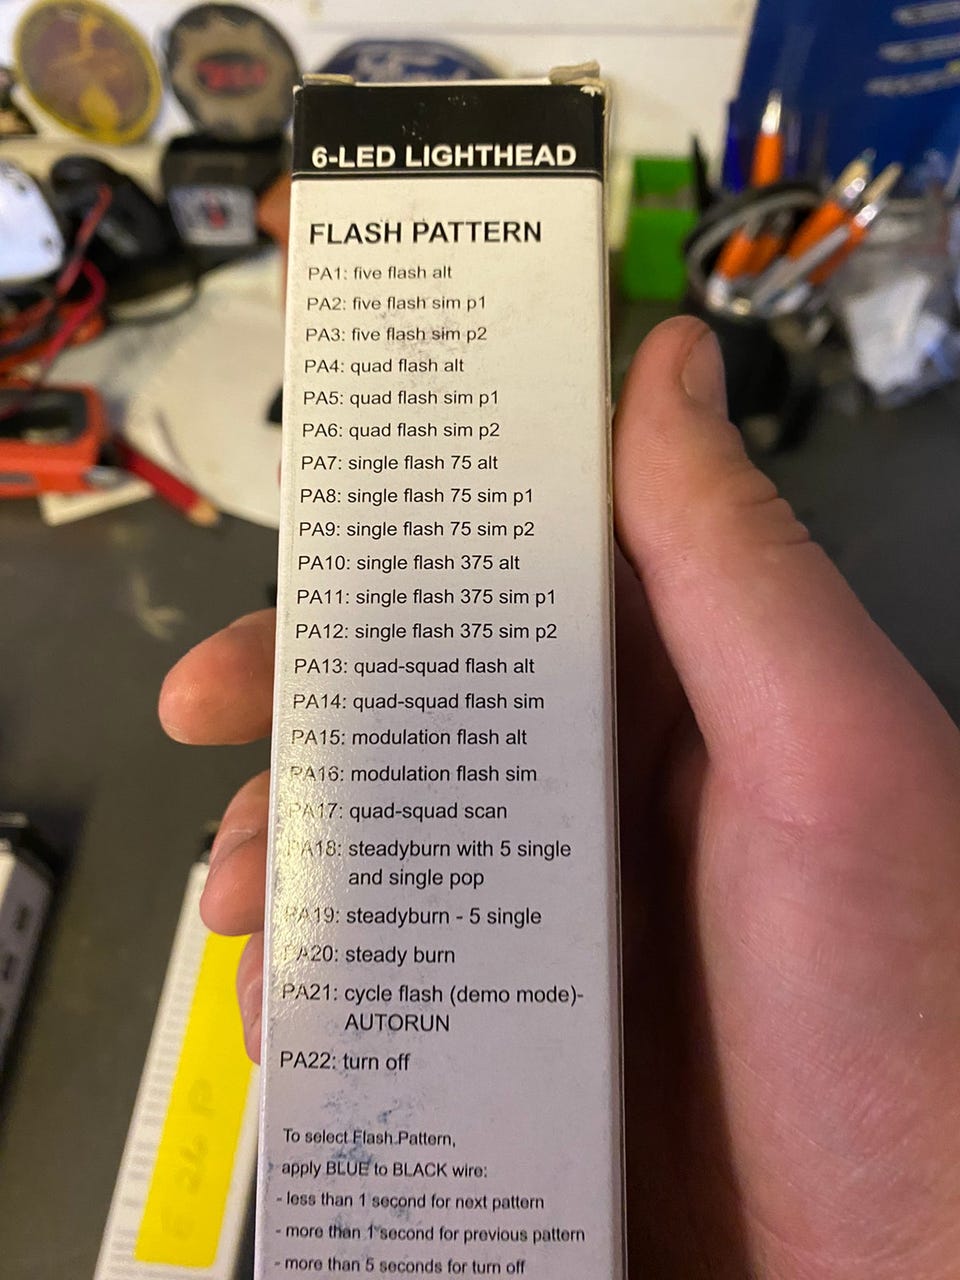 6-LED LIGHTHEAD
FLASH PATTERN
PA1: five flash alt
PA2: five flash sim p1
PA3: five flash sim p2
PA4: quad flash alt
PA5: quad flash sim p1
PA6: quad flash sim p2
PA7: single flash 75 alt
PA8: single flash 75 sim p1
PA9: single flash 75 sim p2
PA10: single flash 375 alt
PA11: single flash 375 sim p1
PA12: single flash 375 sim p2
PA13: quad-squad flash alt
PA14: quad-squad flash sim
PA15: modulation flash alt
PA16: modulation flash sim
PA17: quad-squad scan
PA18: steadyburn with 5 single
and single pop
PA19: steadyburn - 5 single
PA20: steady burn
PA21: cycle flash (demo mode)-
AUTORUN
PA22: turn off
To select Flash Pattern,
apply BLUE to BLACK wire:
- less than 1 second for next pattern
- more than 1 second for previous pattern
- more than 5 seconds for turn off